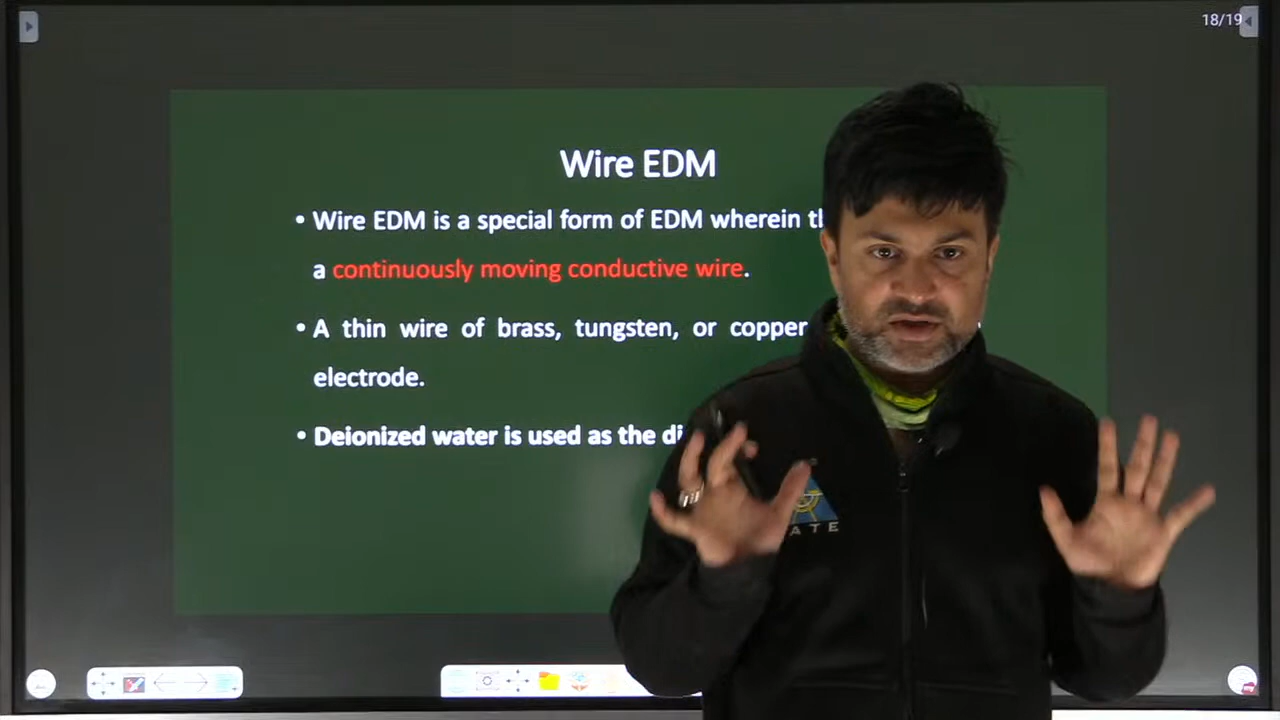 18/19
Wire EDM
• Wire EDM is a special form of EDM wherein
a continuously moving conductive wire.
• A thin wire of brass, tungsten, or copper
electrode.
• Deionized water is used as the
ATE